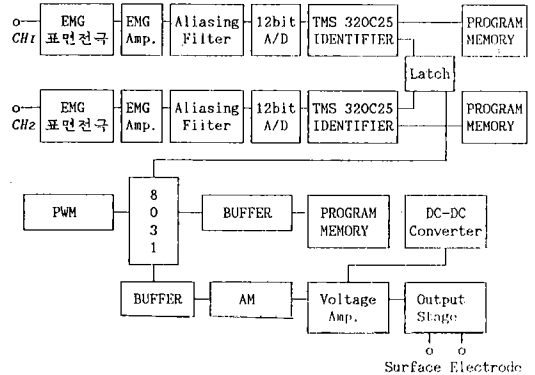 CH1
EMG
표면전극
EMG
Amp.
Aliasing
Filter
12bit
A/D
TMS 320C25
IDENTIFIER
PROGRAM
MEMORY
Latch
CH2
EMG
표면전극
EMG
Amp.
Aliasing
Fiiter
12bit
A/D
TMS 320C25
IDENTIFIER
PROGRAM
MEMORY
PWM
8
0
3
1
BUFFER
PROGRAM
MEMORY
DC-DC
Converter
BUFFER
AM
Voltage
Amp.
Output
Stage
Surface Electrode